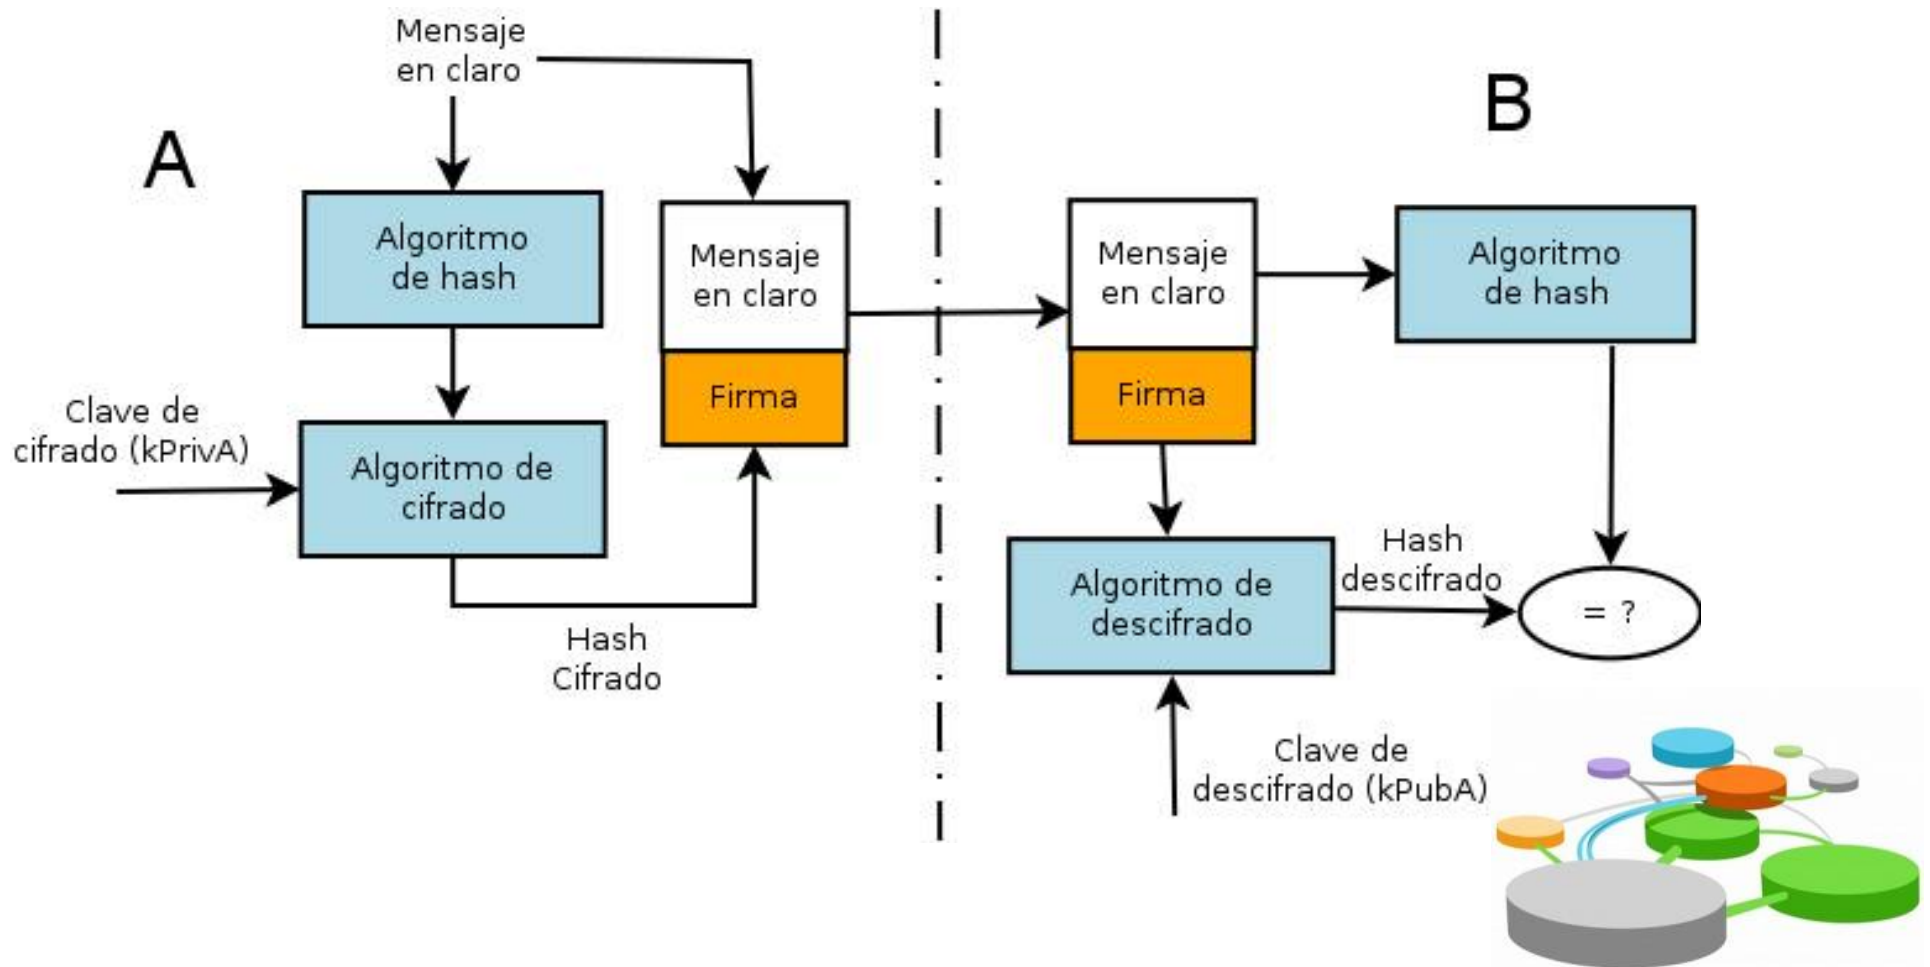 Mensaje
en claro
A
Algoritmo
de hash
Clave de
cifrado (kPrivA)
Algoritmo de
cifrado
Hash
Cifrado
Mensaje
en claro
Firma
B
Mensaje
en claro
Firma
Algoritmo
de hash
Algoritmo de
descifrado
Hash
descifrado
= ?
Clave de
descifrado (kPubA)